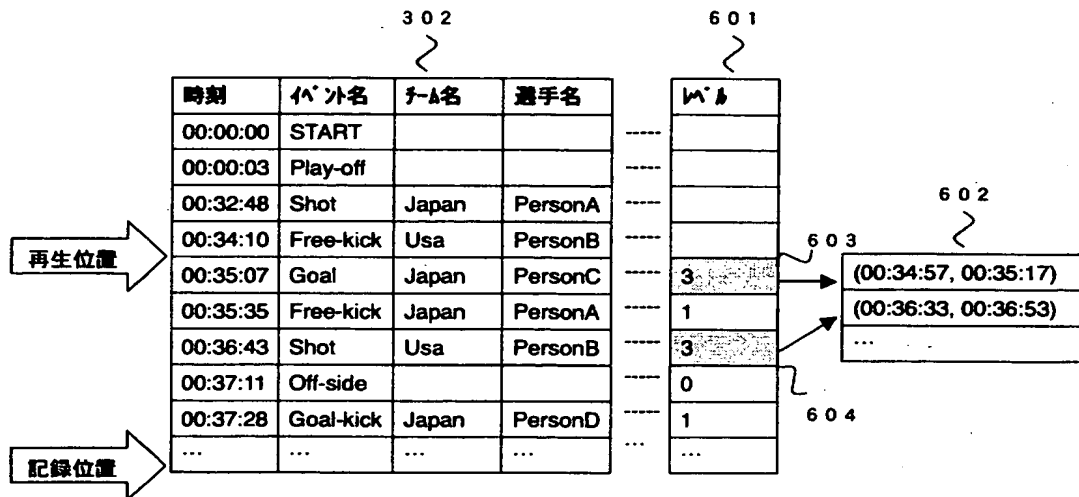 302 601
時刻 イベント名 チーム名 選手名 レベル
00:00:00 START -----
00:00:03 Play-off -----
00:32:48 Shot Japan PersonA -----
602
00:34:10 Free-kick Usa PersonB -----
603
再生位置
00:35:07 Goal Japan PersonC ----- 3 (00:34:57, 00:35:17)
00:35:35 Free-kick Japan PersonA ----- 1 (00:36:33, 00:36:53)
00:36:43 Shot Usa PersonB ----- 3 …
00:37:11 Off-side ----- 0
604
00:37:28 Goal-kick Japan PersonD ----- 1
… … … … … …
記録位置